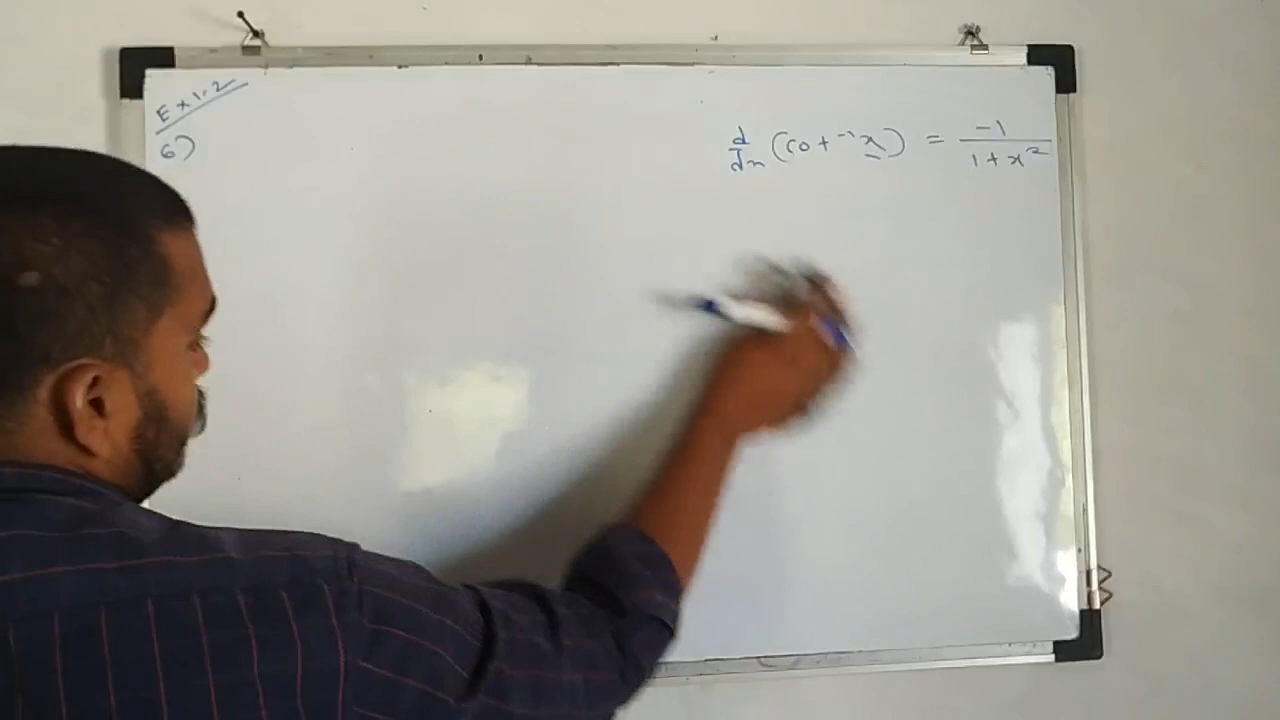 Ex 1.2
6)
d/dx (cot⁻¹x) = -1/(1+x²)